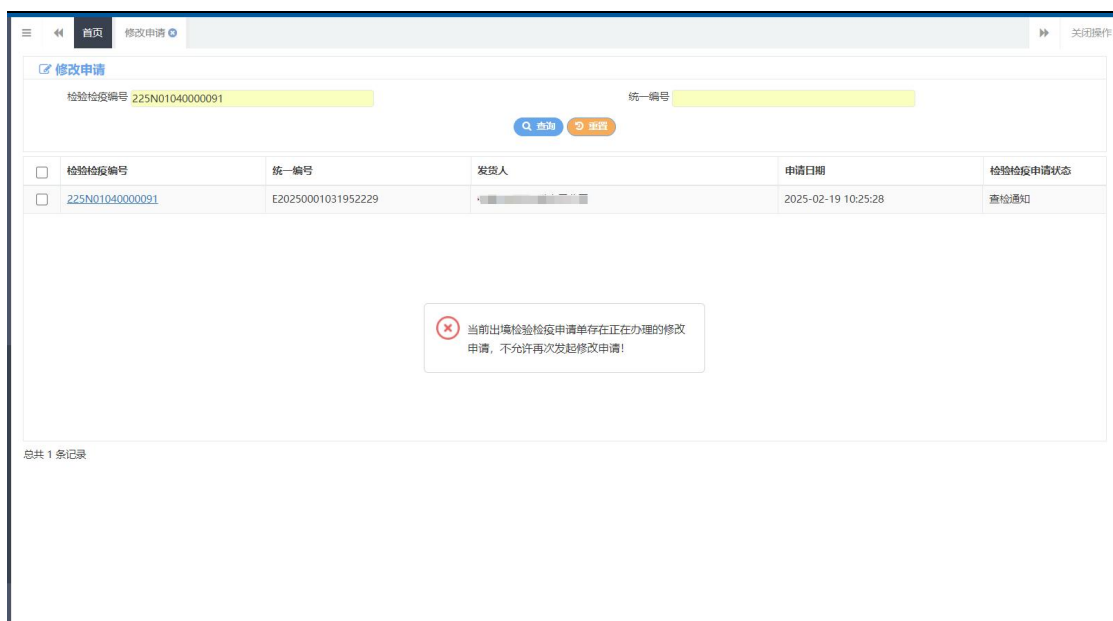 首页 修改申请 关闭操作
修改申请
检验检疫编号 225N01040000091 统一编号
查询 重置
检验检疫编号 统一编号 发货人 申请日期 检验检疫申请状态
225N01040000091 E20250001031952229 2025-02-19 10:25:28 查检通知
当前出境检验检疫申请单存在正在办理的修改
申请，不允许再次发起修改申请！
总共 1 条记录